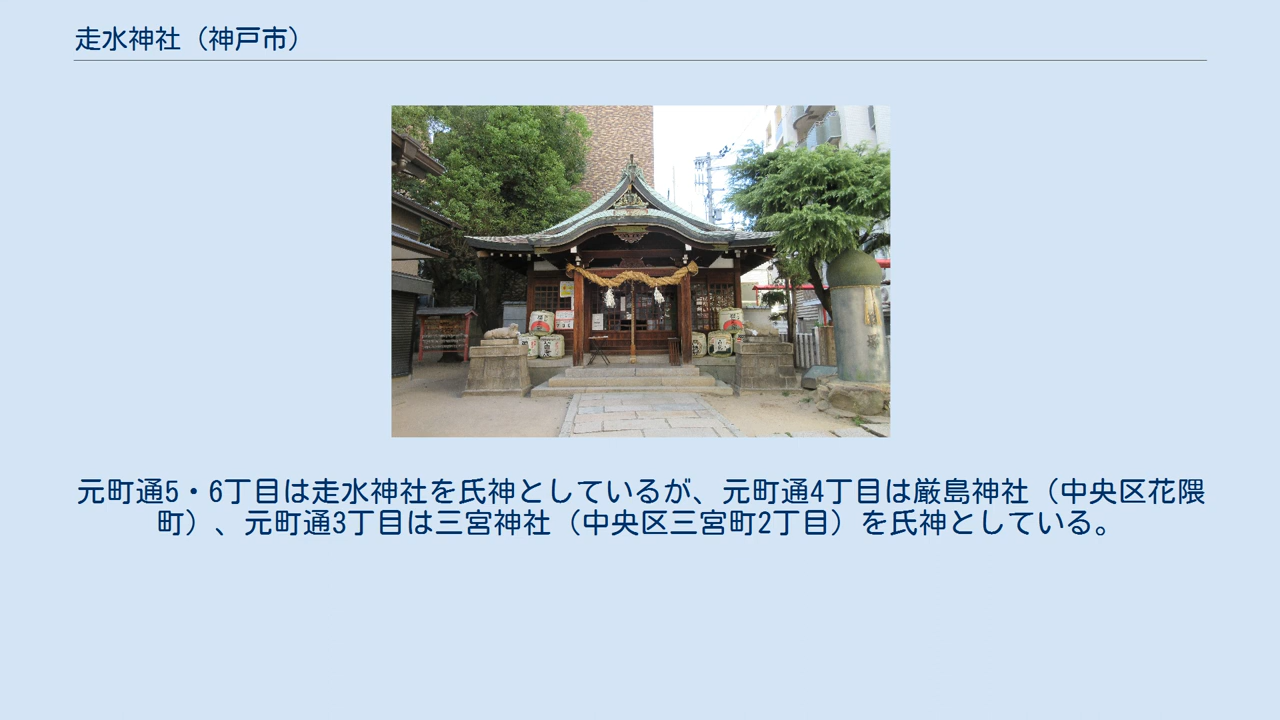 走水神社（神戸市）
元町通5・6丁目は走水神社を氏神としているが、元町通4丁目は厳島神社（中央区花隈
町）、元町通3丁目は三宮神社（中央区三宮町2丁目）を氏神としている。